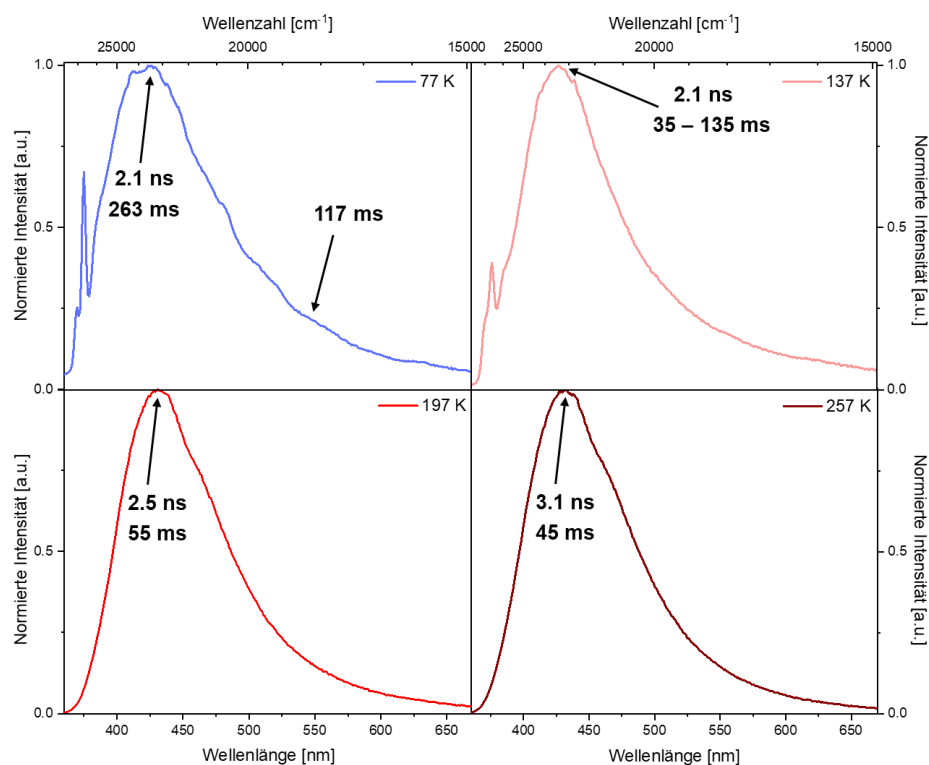 Wellenzahl [cm⁻¹]
Wellenzahl [cm⁻¹]
25000 20000 15000
25000 20000 15000
1.0
1.0
77 K
137 K
2.1 ns
35 – 135 ms
2.1 ns
263 ms
117 ms
Normierte Intensität [a.u.]
Normierte Intensität [a.u.]
0.5
0.5
0.0
0.0
197 K
257 K
2.5 ns
55 ms
3.1 ns
45 ms
Normierte Intensität [a.u.]
Normierte Intensität [a.u.]
0.5
0.5
0.0
0.0
400 450 500 550 600 650
400 450 500 550 600 650
Wellenlänge [nm]
Wellenlänge [nm]